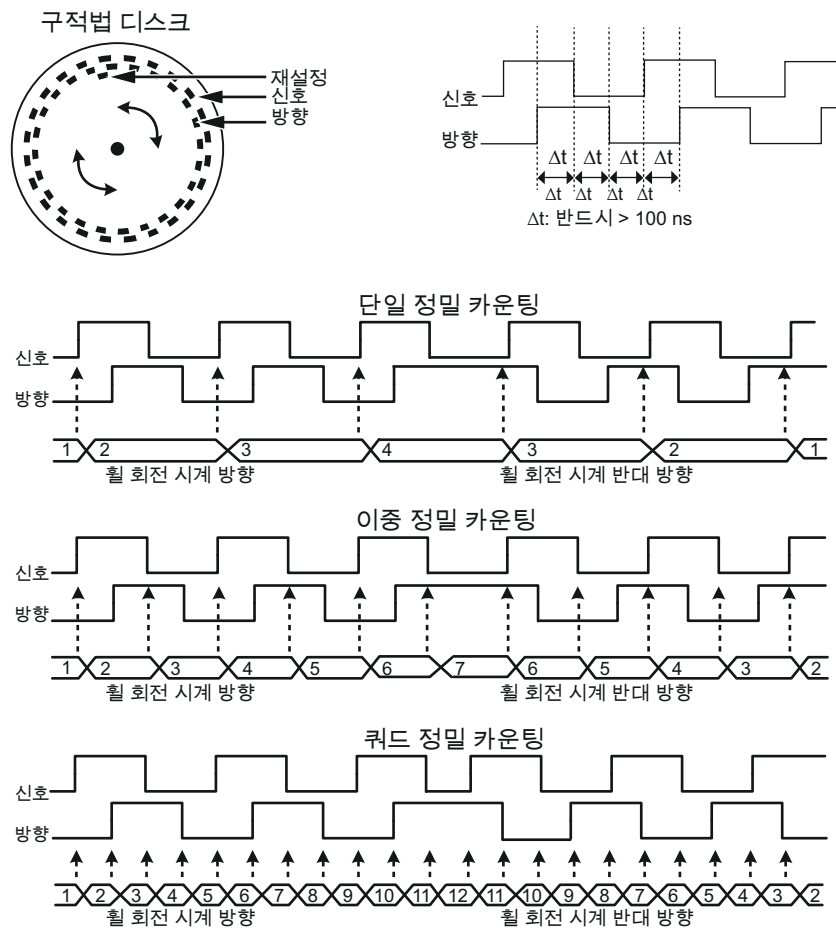 구적법 디스크
재설정
신호
방향
신호
방향
Δt Δt Δt Δt
Δt Δt Δt Δt
Δt: 반드시 > 100 ns
단일 정밀 카운팅
신호
방향
1 2 3 4 3 2 1
휠 회전 시계 방향 휠 회전 시계 반대 방향
이중 정밀 카운팅
신호
방향
1 2 3 4 5 6 7 6 5 4 3 2
휠 회전 시계 방향 휠 회전 시계 반대 방향
쿼드 정밀 카운팅
신호
방향
1 2 3 4 5 6 7 8 9 10 11 12 11 10 9 8 7 6 5 4 3 2
휠 회전 시계 방향 휠 회전 시계 반대 방향